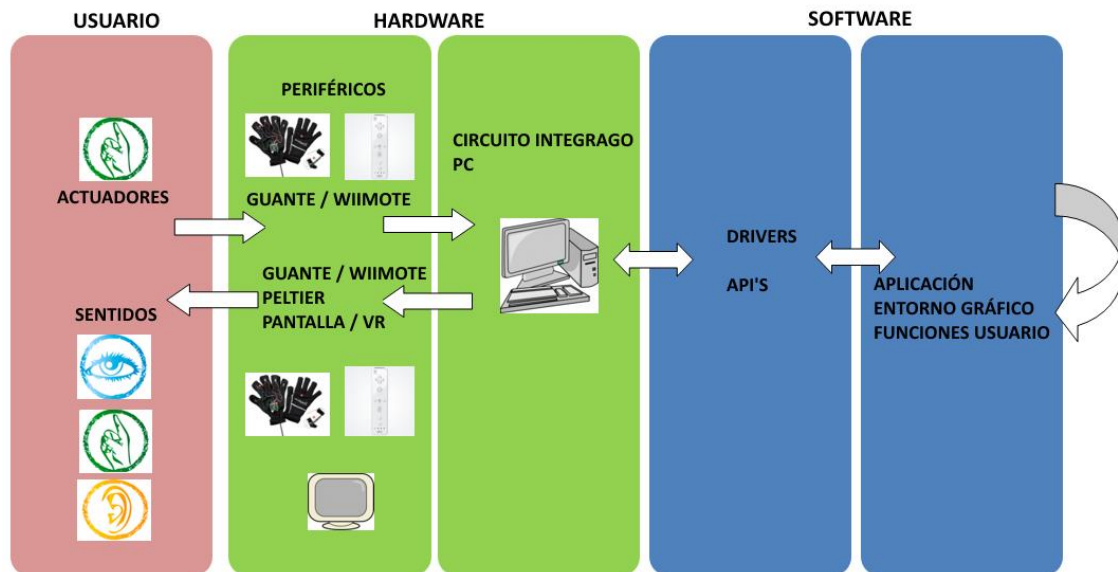 USUARIO
HARDWARE
SOFTWARE
ACTUADORES
SENTIDOS
PERIFÉRICOS
GUANTE / WIIMOTE
GUANTE / WIIMOTE
PELTIER
PANTALLA / VR
CIRCUITO INTEGRAGO
PC
DRIVERS
API'S
APLICACIÓN
ENTORNO GRÁFICO
FUNCIONES USUARIO